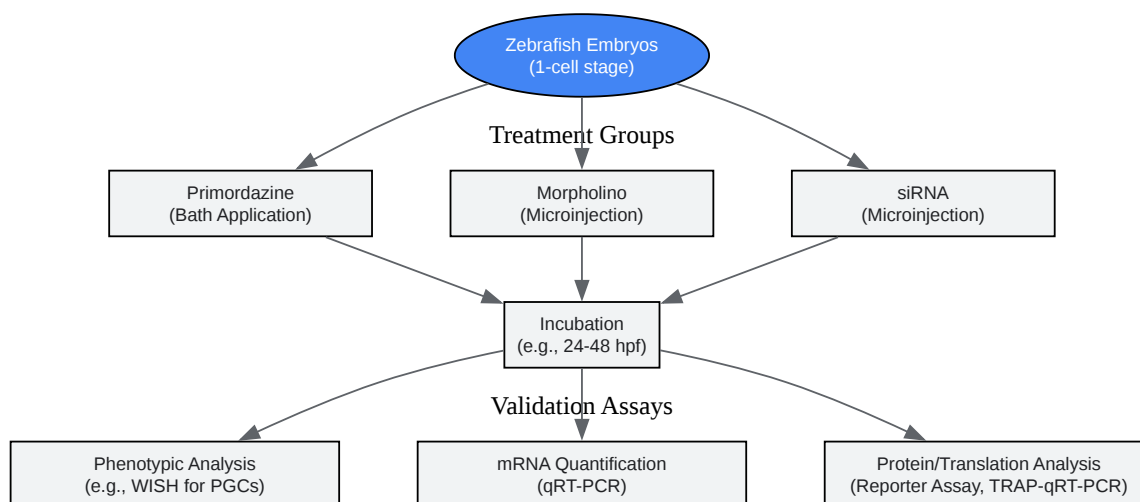 Zebrafish Embryos
(1-cell stage)
Treatment Groups
Primordazine
(Bath Application)
Morpholino
(Microinjection)
siRNA
(Microinjection)
Incubation
(e.g., 24-48 hpf)
Validation Assays
Phenotypic Analysis
(e.g., WISH for PGCs)
mRNA Quantification
(qRT-PCR)
Protein/Translation Analysis
(Reporter Assay, TRAP-qRT-PCR)